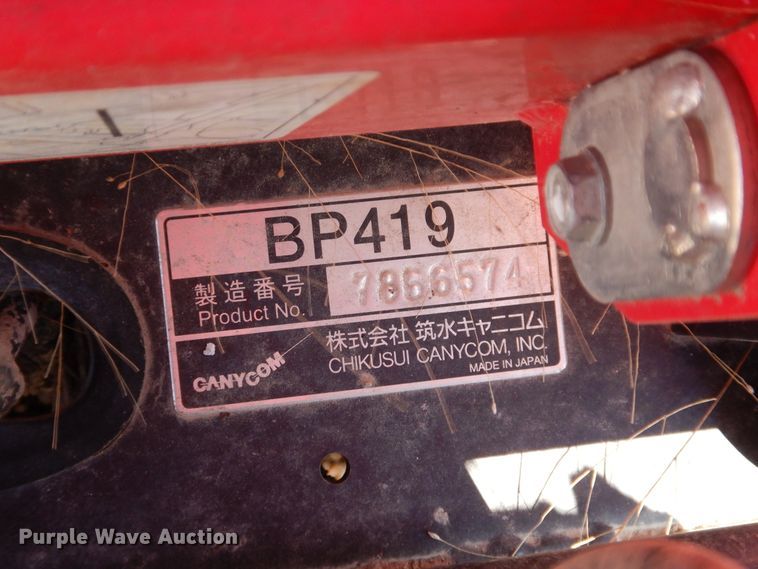 BP419
製造番号
Product No.
7866574
CANYCOM
株式会社 筑水キャニコム
CHIKUSUI CANYCOM, INC.
MADE IN JAPAN
Purple Wave Auction